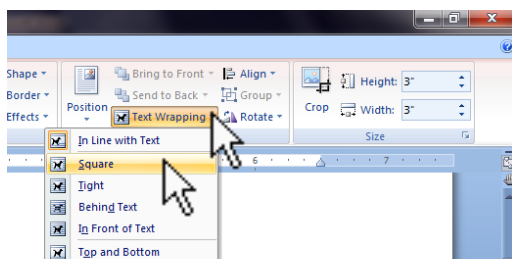 Shape Bring to Front Align Height: 3"
Border Send to Back Group Crop Width: 3"
Effects Position Text Wrapping Rotate
Size
In Line with Text
Square 6 7
Tight
Behind Text
In Front of Text
Top and Bottom